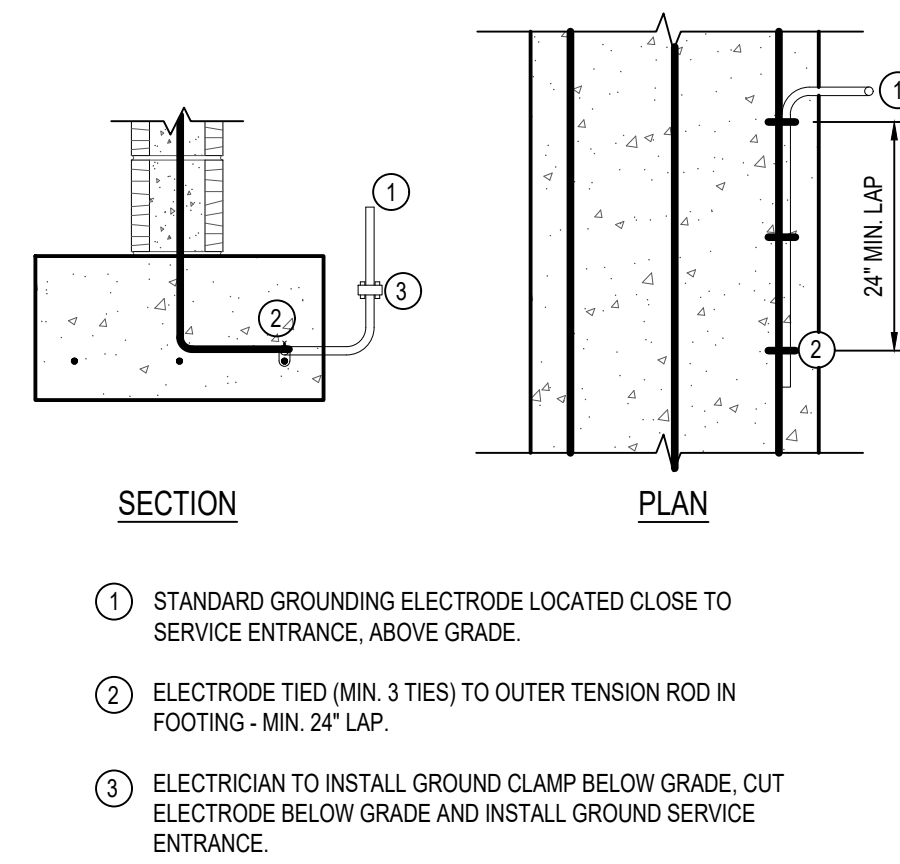 1
1
3
2
24" MIN. LAP
2
SECTION
PLAN
1 STANDARD GROUNDING ELECTRODE LOCATED CLOSE TO
SERVICE ENTRANCE, ABOVE GRADE.
2 ELECTRODE TIED (MIN. 3 TIES) TO OUTER TENSION ROD IN
FOOTING - MIN. 24" LAP.
3 ELECTRICIAN TO INSTALL GROUND CLAMP BELOW GRADE, CUT
ELECTRODE BELOW GRADE AND INSTALL GROUND SERVICE
ENTRANCE.